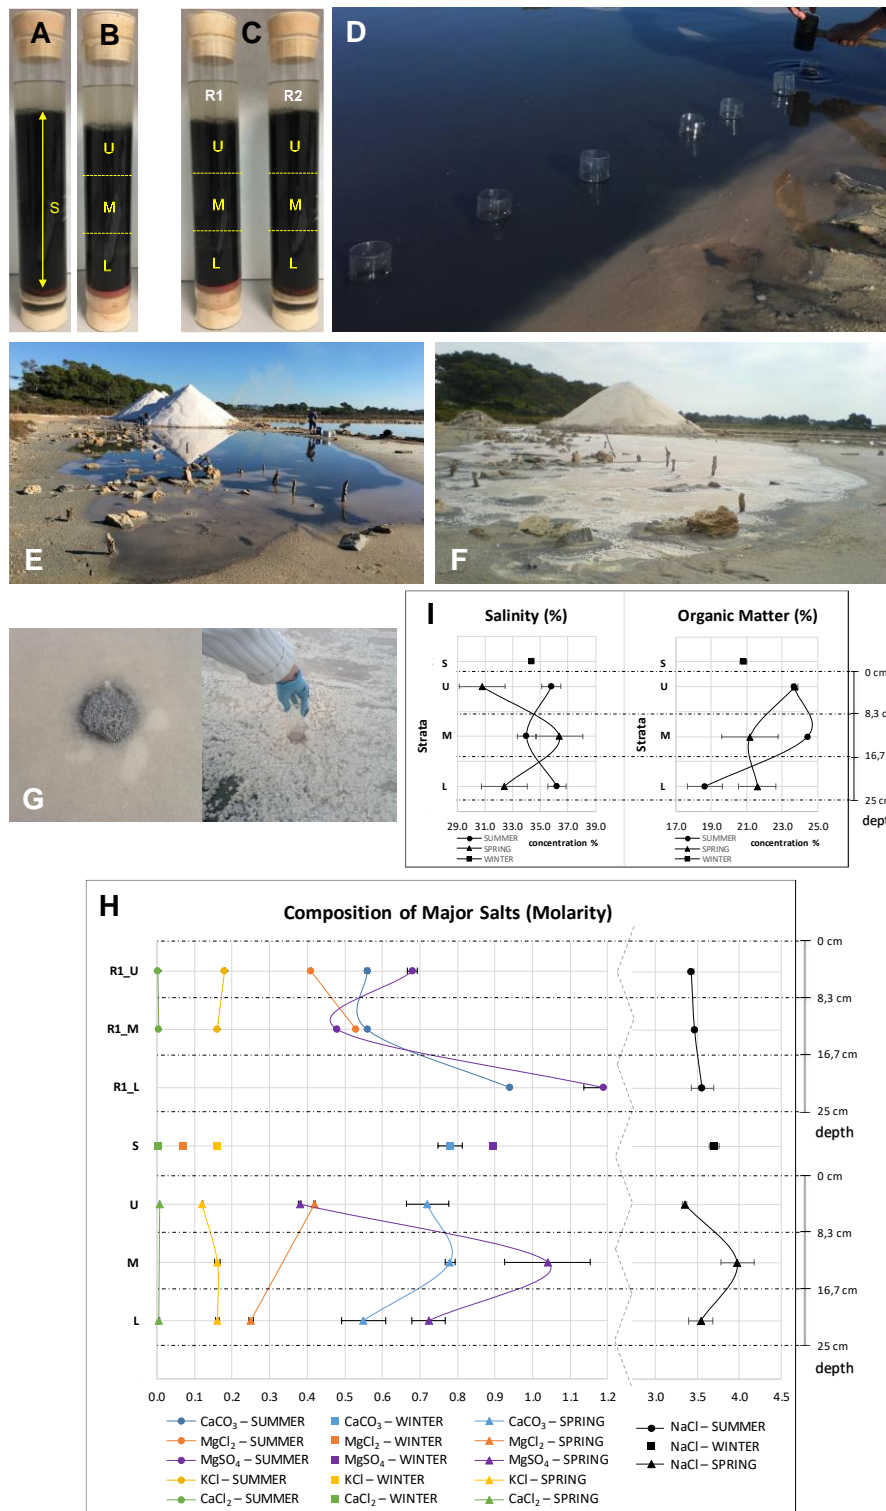 A
B
C
D
R1
R2
U
U
U
S
M
M
M
L
L
L
E
F
G
I
Salinity (%)
Organic Matter (%)
S
S
0 cm
U
U
8,3 cm
Strata
M
Strata
M
16,7 cm
L
L
25 cm
depth
29.0 31.0 33.0 35.0 37.0 39.0
17.0 19.0 21.0 23.0 25.0
SUMMER
SPRING
WINTER
concentration %
SUMMER
SPRING
WINTER
concentration %
H
Composition of Major Salts (Molarity)
0 cm
R1_U
8,3 cm
R1_M
16,7 cm
R1_L
25 cm
depth
S
0 cm
U
8,3 cm
M
16,7 cm
L
25 cm
depth
0.0 0.1 0.2 0.3 0.4 0.5 0.6 0.7 0.8 0.9 1.0 1.1 1.2 3.0 3.5 4.0 4.5
CaCO₃ – SUMMER CaCO₃ – WINTER CaCO₃ – SPRING NaCl – SUMMER
MgCl₂ – SUMMER MgCl₂ – WINTER MgCl₂ – SPRING NaCl – WINTER
MgSO₄ – SUMMER MgSO₄ – WINTER MgSO₄ – SPRING NaCl – SPRING
KCl – SUMMER KCl – WINTER KCl – SPRING
CaCl₂ – SUMMER CaCl₂ – WINTER CaCl₂ – SPRING